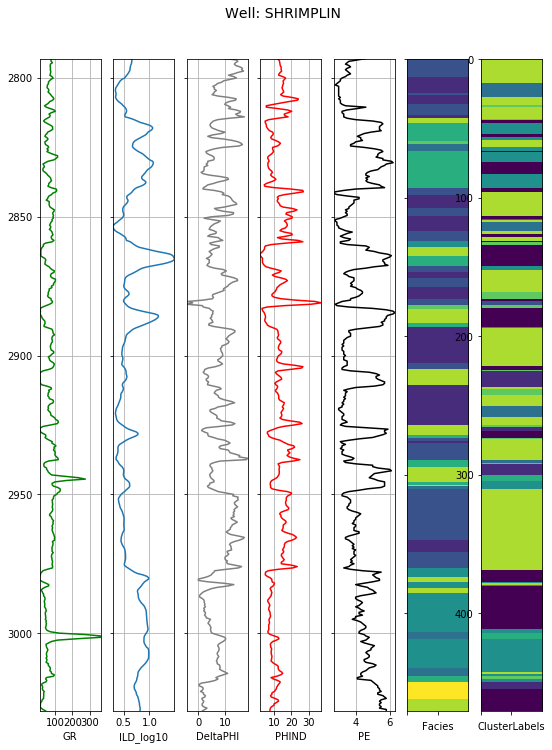 Well: SHRIMPLIN
2800
2850
2900
2950
3000
0
100
200
300
400
100 200 300
0.5 1.0
0 10
10 20 30
4 6
GR
ILD_log10
DeltaPHI
PHIND
PE
Facies
ClusterLabels